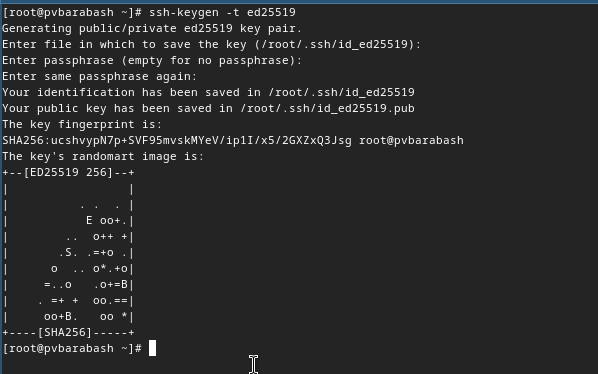 [root@pvbarabash ~]# ssh-keygen -t ed25519
Generating public/private ed25519 key pair.
Enter file in which to save the key (/root/.ssh/id_ed25519):
Enter passphrase (empty for no passphrase):
Enter same passphrase again:
Your identification has been saved in /root/.ssh/id_ed25519
Your public key has been saved in /root/.ssh/id_ed25519.pub
The key fingerprint is:
SHA256:ucshvypN7p+SVF95mvskMYeV/ip1I/x5/2GXZxQ3Jsg root@pvbarabash
The key's randomart image is:
+--[ED25519 256]--+
|                 |
|          . .  . |
|           E oo+.|
|        ..  o++ +|
|       .S. .=+o .|
|      o  .. o*.+o|
|     =..o   .o+=B|
|    . =+ +  oo.==|
|     oo+B.   oo *|
+----[SHA256]-----+
[root@pvbarabash ~]#